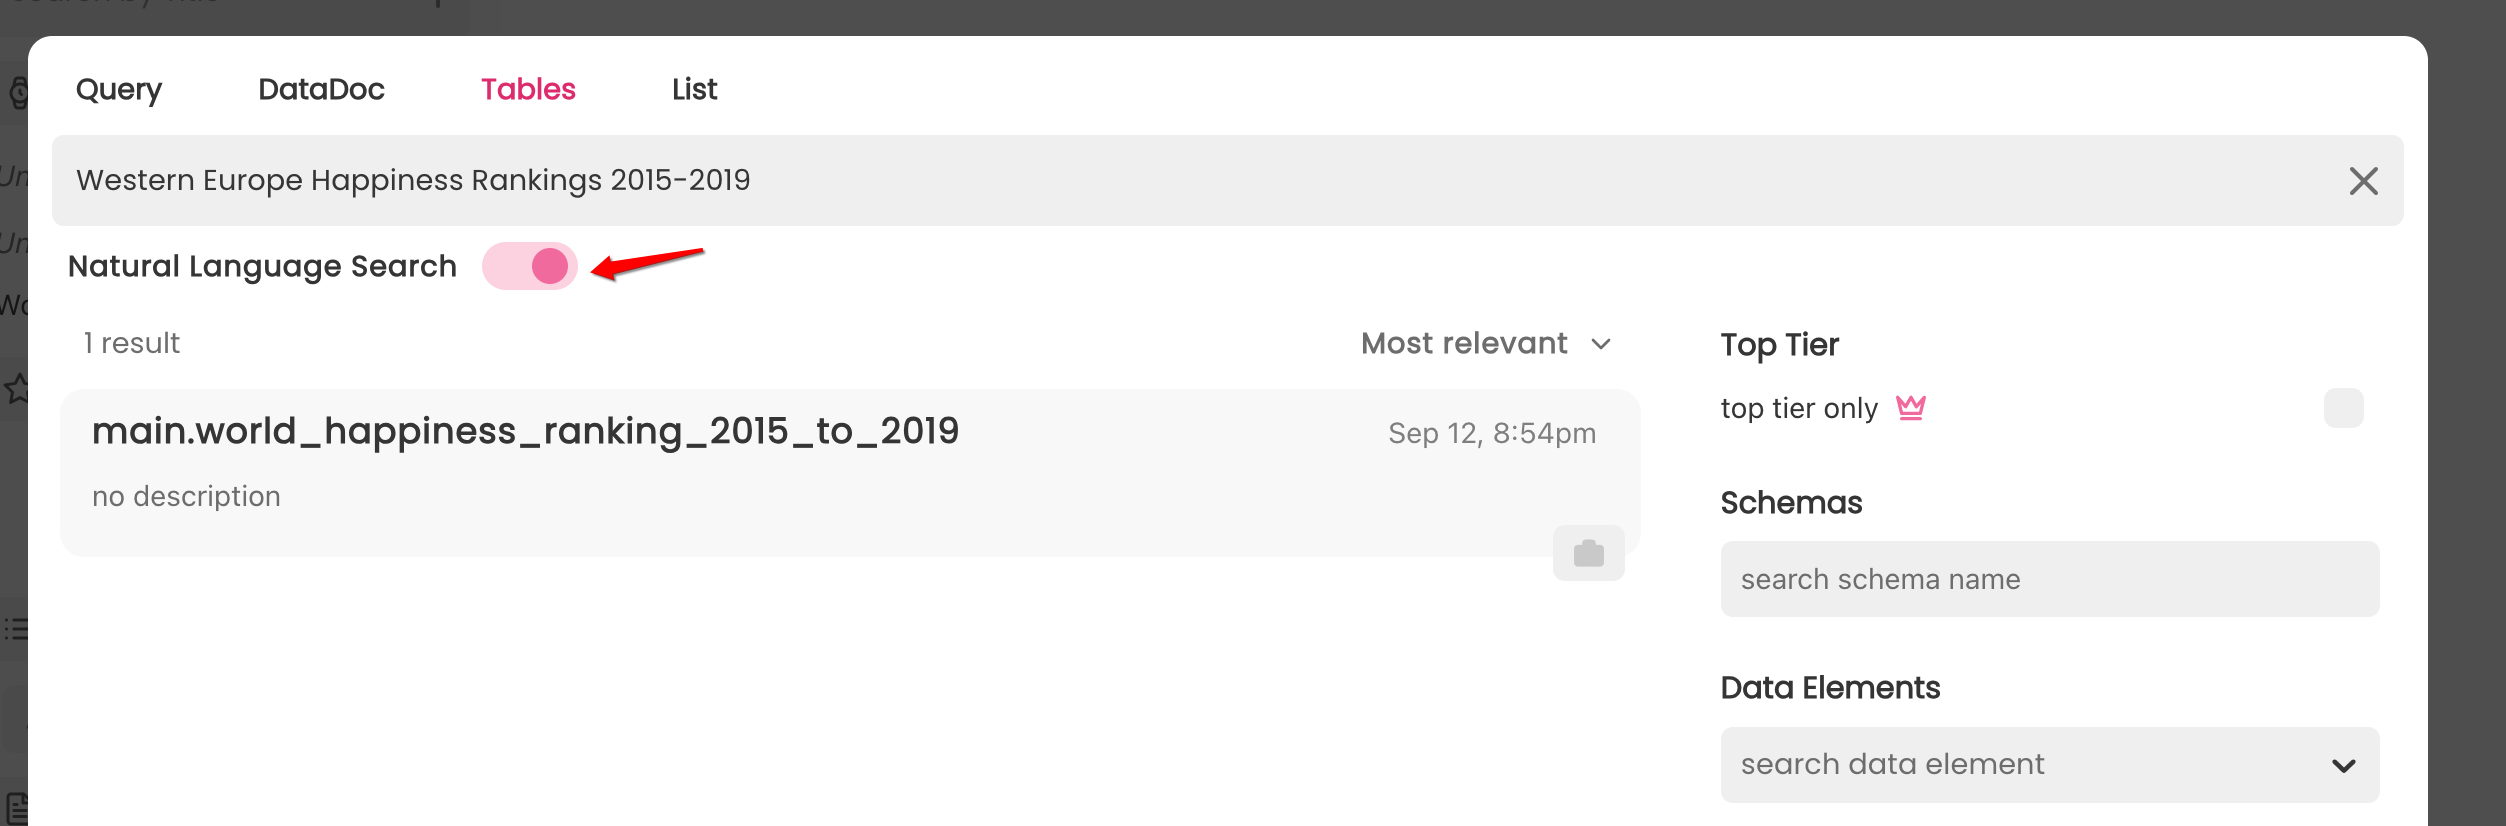 Query DataDoc Tables List
Western Europe Happiness Rankings 2015-2019
Natural Language Search
1 result
Most relevant
main.world_happiness_ranking_2015_to_2019
Sep 12, 8:54pm
no description
Top Tier
top tier only
Schemas
search schema name
Data Elements
search data element